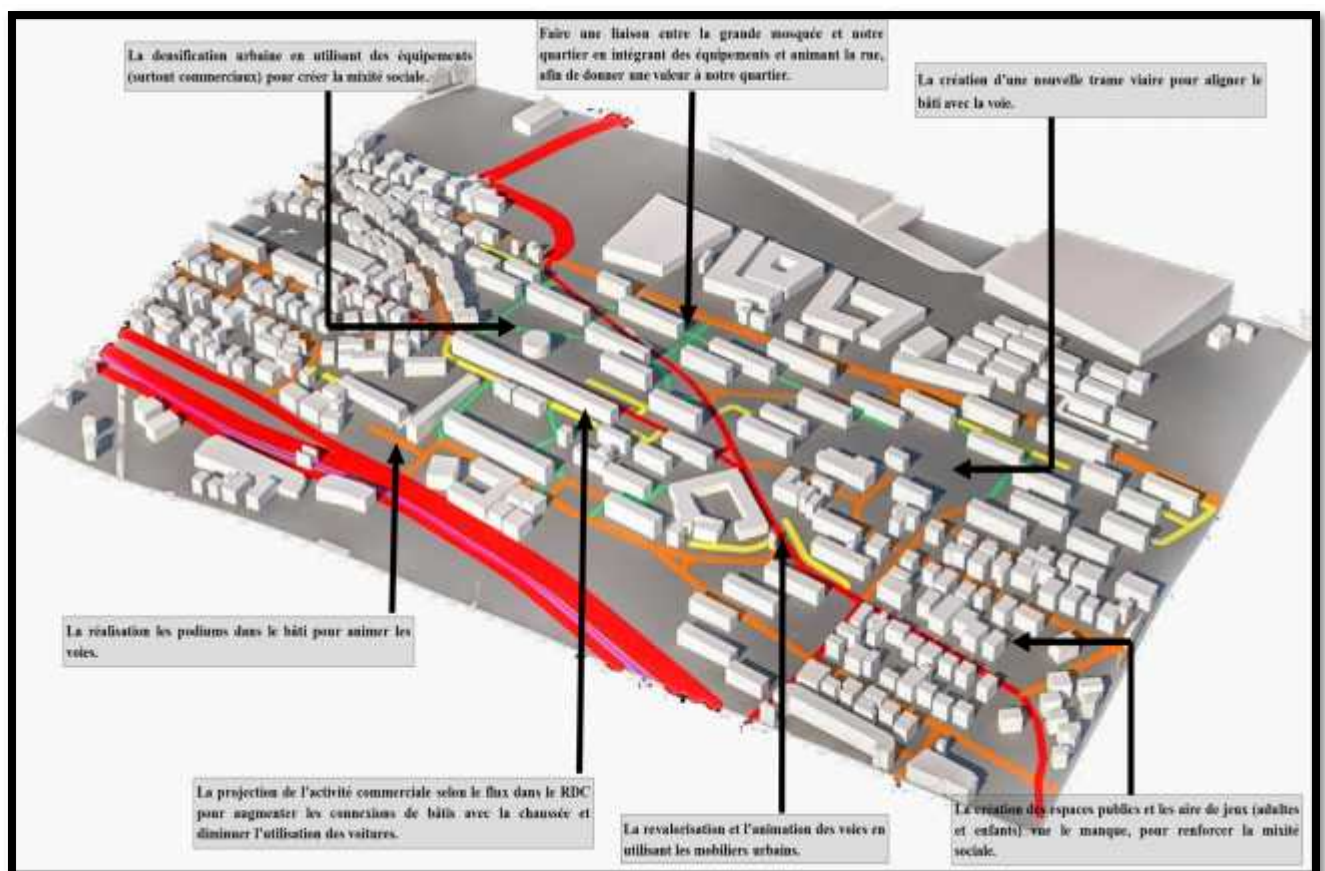 La densification urbaine en utilisant des équipements
(surtout commerciaux) pour créer la mixité sociale.
Faire une liaison entre la grande mosquée et notre
quartier en intégrant des équipements et animant la rue,
afin de donner une valeur à notre quartier.
La création d'une nouvelle trame viaire pour aligner le
bâti avec la voie.
La réalisation les podiums dans le bâti pour animer les
voies.
La projection de l'activité commerciale selon le flux dans le RDC
pour augmenter les connexions de bâtis avec la chaussée et
diminuer l'utilisation des voitures.
La revalorisation et l'animation des voies en
utilisant les mobiliers urbains.
La création des espaces publics et les aire de jeux (adultes
et enfants) vue le manque, pour renforcer la mixité
sociale.